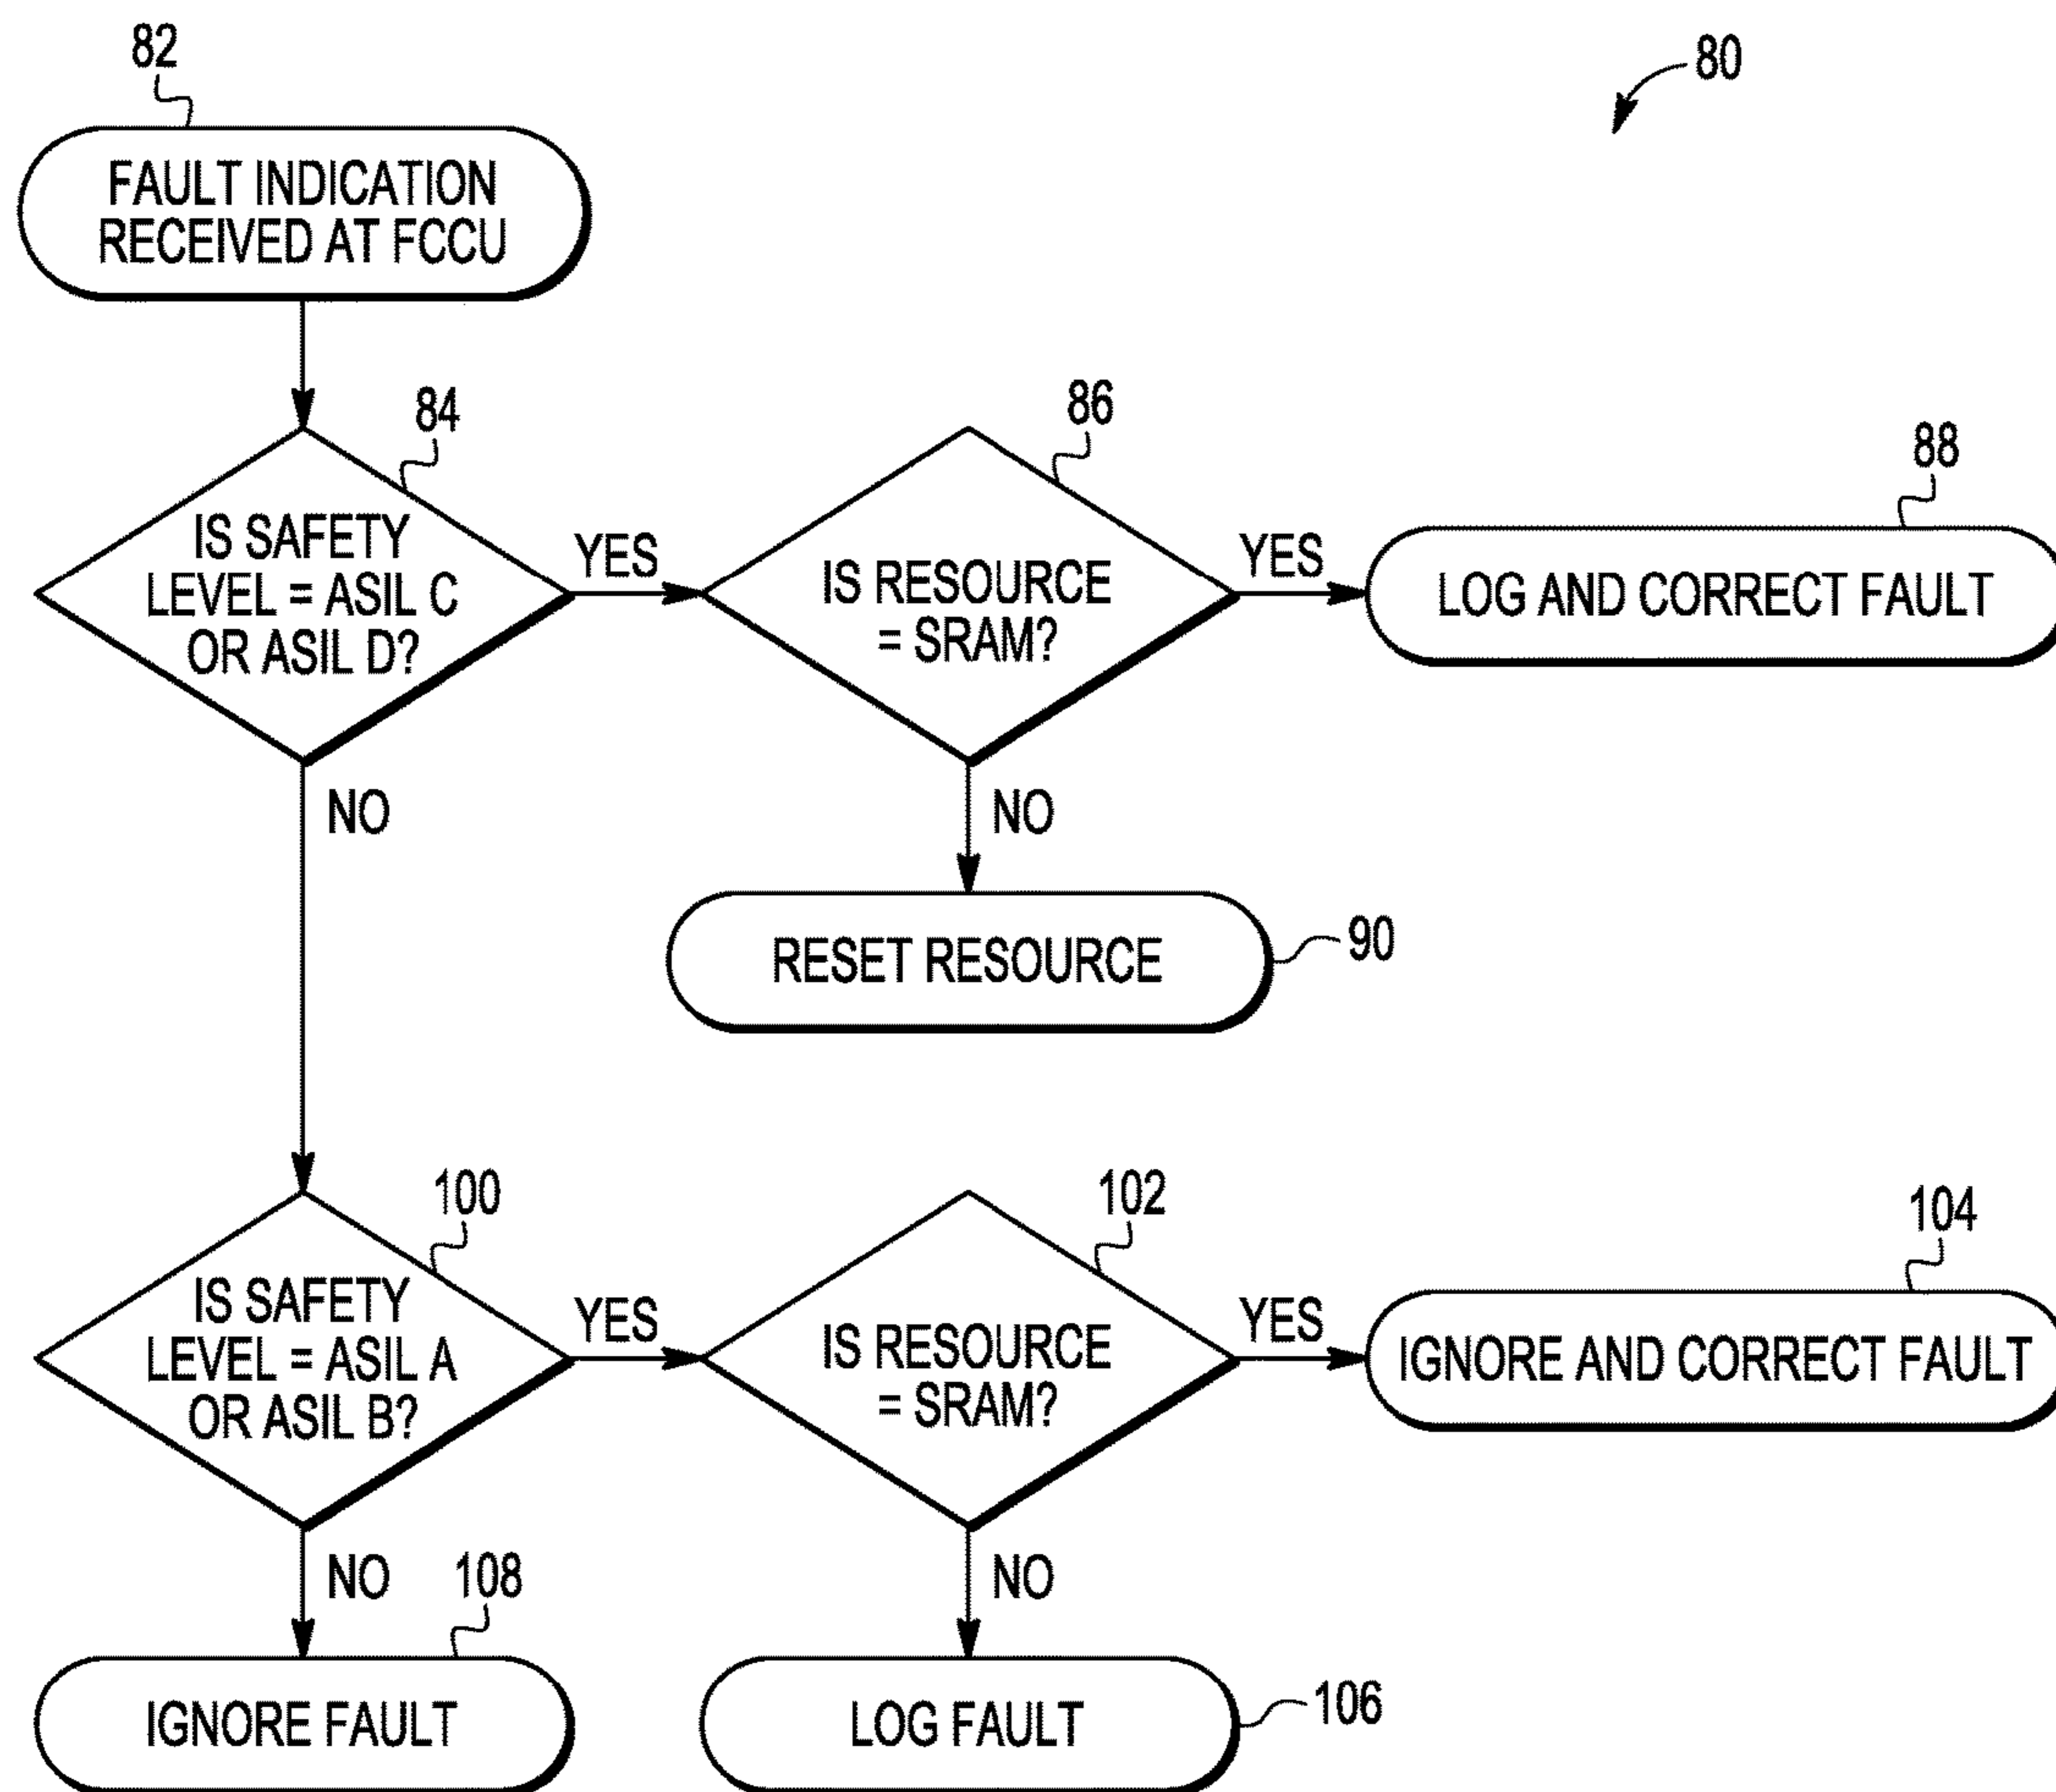 82
80
FAULT INDICATION
RECEIVED AT FCCU
84
86
88
IS SAFETY
LEVEL = ASIL C
OR ASIL D?
YES
IS RESOURCE
= SRAM?
YES
LOG AND CORRECT FAULT
NO
NO
RESET RESOURCE
90
100
102
104
IS SAFETY
LEVEL = ASIL A
OR ASIL B?
YES
IS RESOURCE
= SRAM?
YES
IGNORE AND CORRECT FAULT
NO
108
NO
IGNORE FAULT
LOG FAULT
106